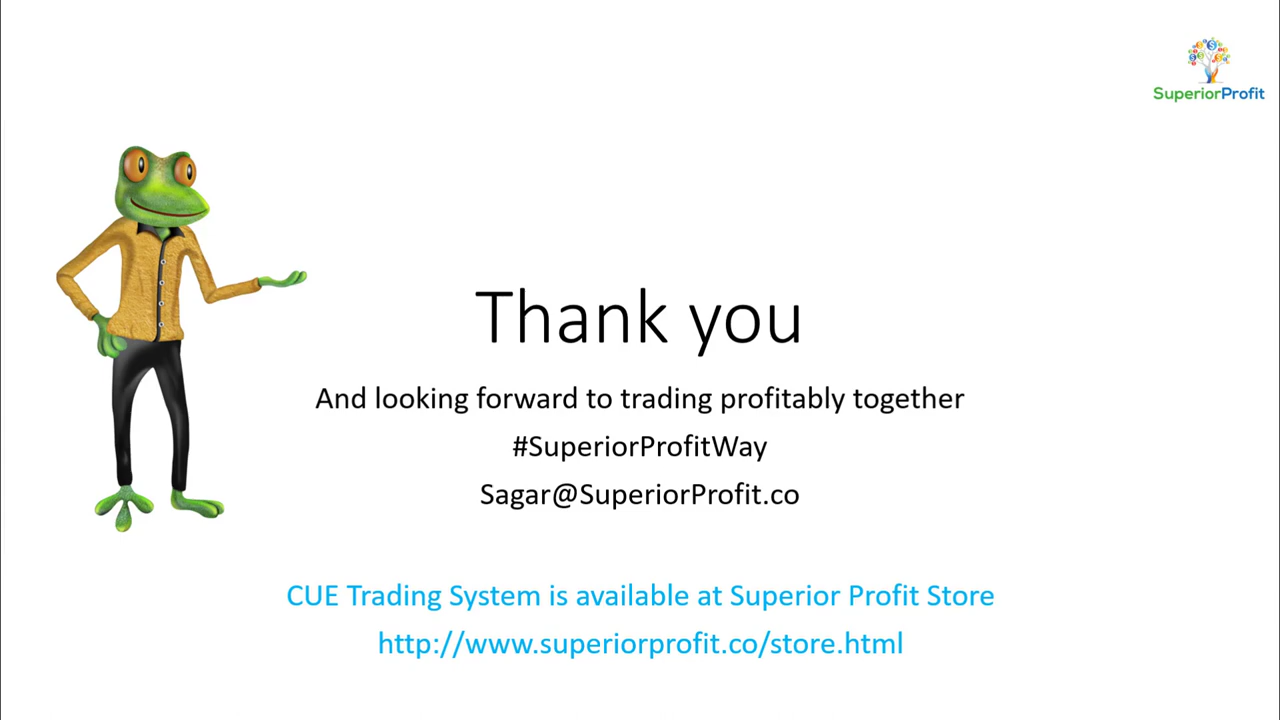 SuperiorProfit
Thank you
And looking forward to trading profitably together
#SuperiorProfitWay
Sagar@SuperiorProfit.co
CUE Trading System is available at Superior Profit Store
http://www.superiorprofit.co/store.html